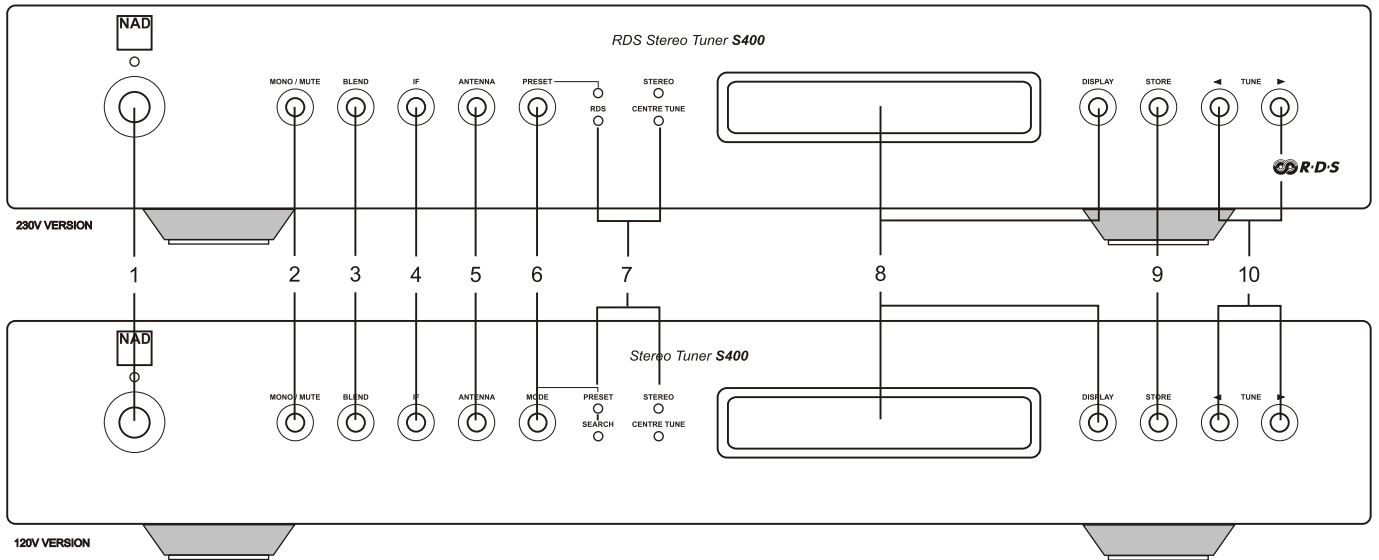 NAD
RDS Stereo Tuner S400
MONO / MUTE BLEND IF ANTENNA PRESET STEREO DISPLAY STORE ◄ TUNE ►
RDS CENTRE TUNE
R·D·S
230V VERSION
1 2 3 4 5 6 7 8 9 10
NAD
Stereo Tuner S400
MONO / MUTE BLEND IF ANTENNA MODE PRESET STEREO DISPLAY STORE ◄ TUNE ►
SEARCH CENTRE TUNE
120V VERSION